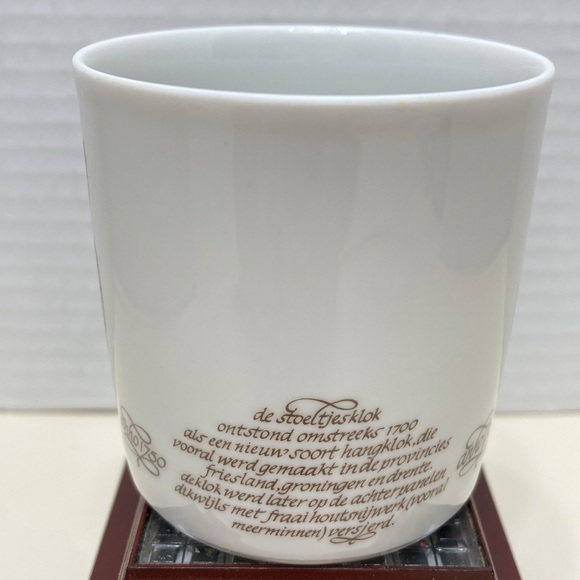 de stoeltjesklok
ontstond omstreeks 1700
als een nieuw soort hangklok, die
vooral werd gemaakt in de provincies
friesland, groningen en drente.
de klok werd later op de achterpanelen
dikwijls met fraai houtsnijwerk (vooral
meerminnen) versierd.
1750